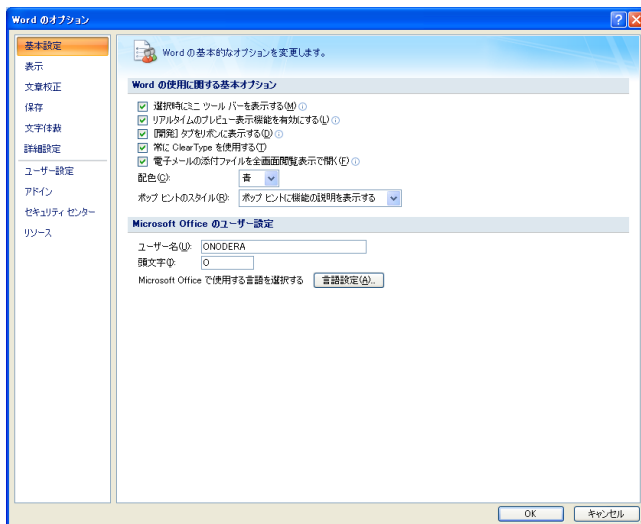 Word のオプション
基本設定
表示
文章校正
保存
文字体裁
詳細設定
ユーザー設定
アドイン
セキュリティ センター
リソース
Word の基本的なオプションを変更します。
Word の使用に関する基本オプション
選択時にミニ ツール バーを表示する(M)
リアルタイムのプレビュー表示機能を有効にする(L)
[開発] タブをリボンに表示する(D)
常に ClearType を使用する(T)
電子メールの添付ファイルを全画面閲覧表示で開く(F)
配色(C): 青
ポップ ヒントのスタイル(R): ポップ ヒントに機能の説明を表示する
Microsoft Office のユーザー設定
ユーザー名(U): ONODERA
頭文字(I): O
Microsoft Office で使用する言語を選択する 言語設定(A)...
OK キャンセル